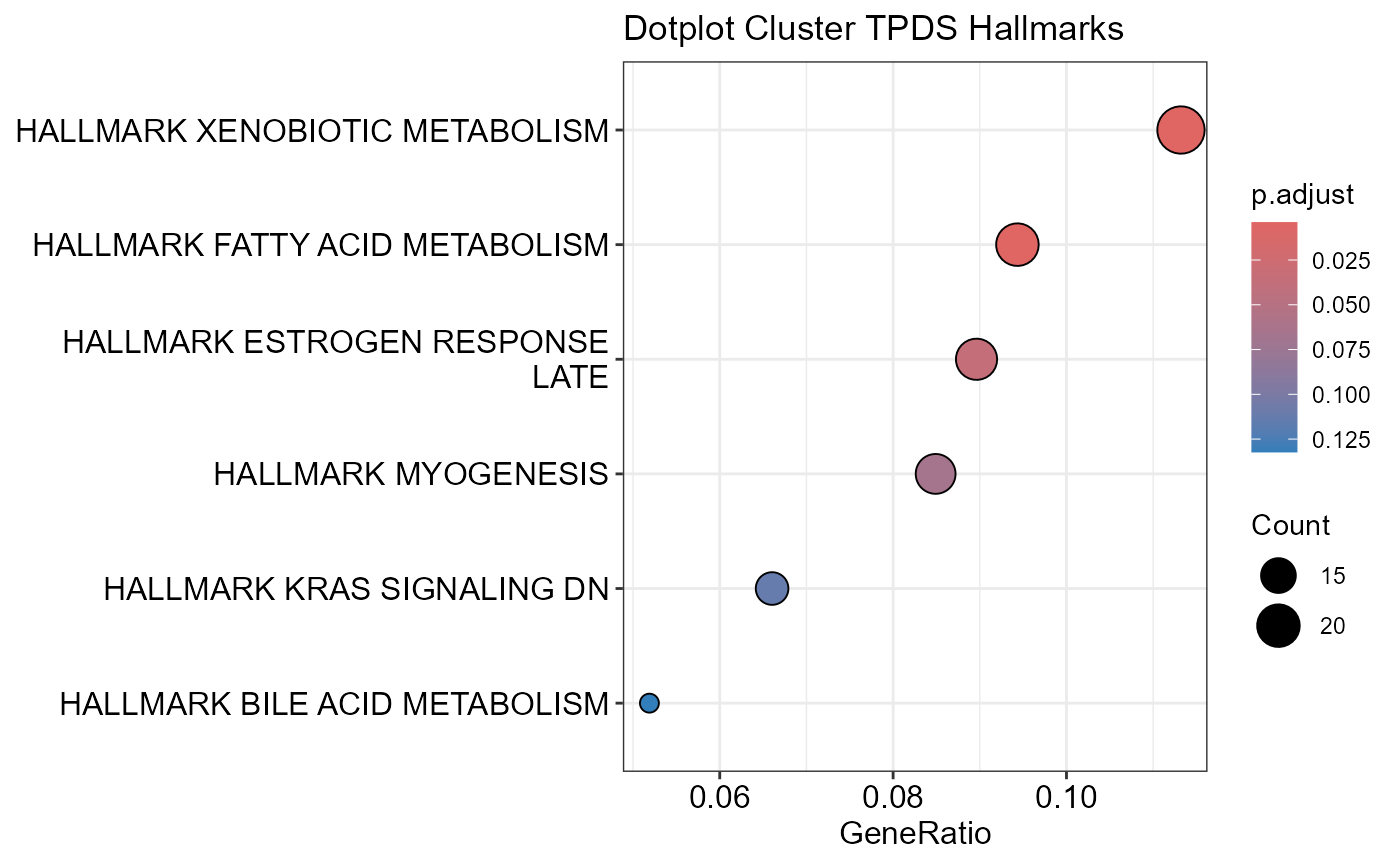 Dotplot Cluster TPDS Hallmarks
HALLMARK XENOBIOTIC METABOLISM
HALLMARK FATTY ACID METABOLISM
HALLMARK ESTROGEN RESPONSE
LATE
HALLMARK MYOGENESIS
HALLMARK KRAS SIGNALING DN
HALLMARK BILE ACID METABOLISM
0.06
0.08
0.10
GeneRatio
p.adjust
0.025
0.050
0.075
0.100
0.125
Count
15
20